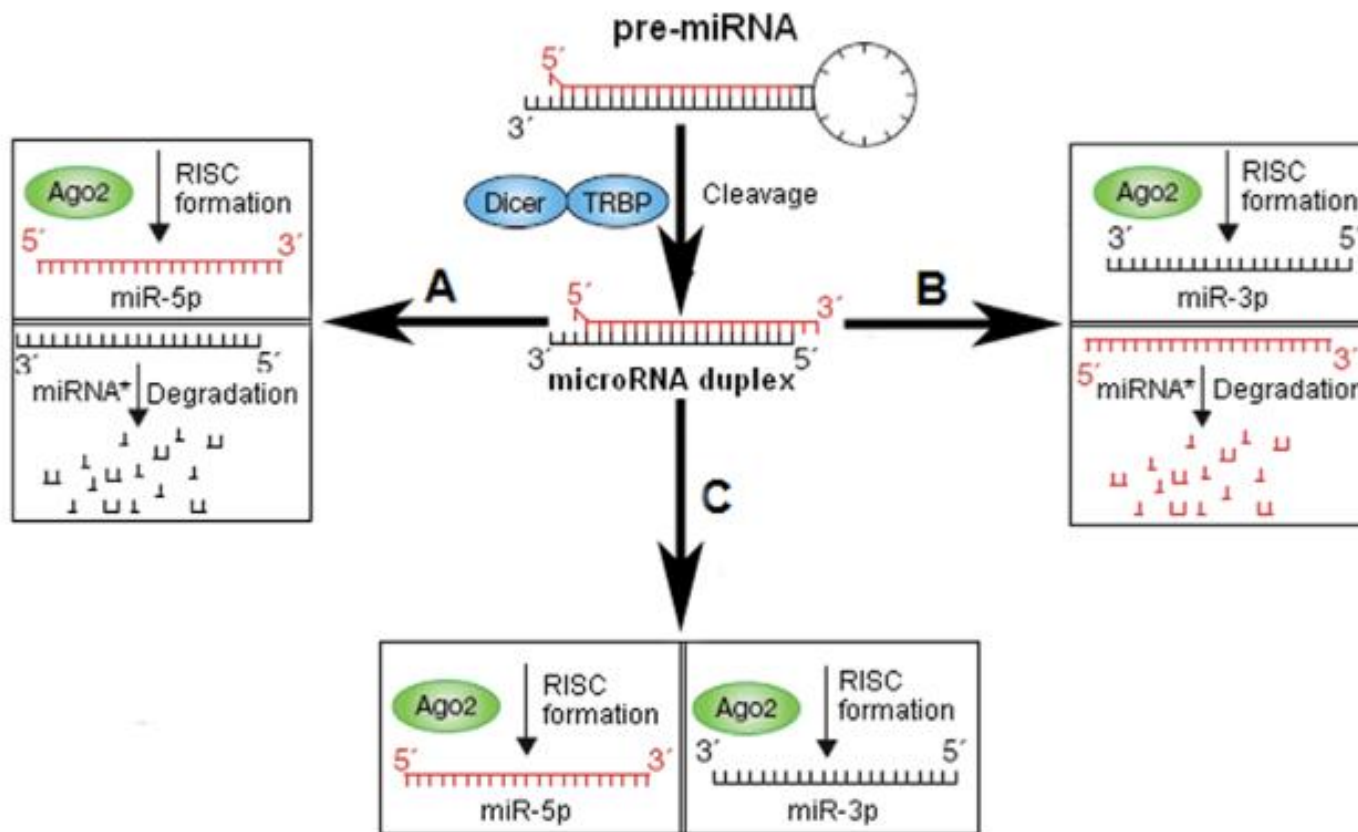 pre-miRNA
5´
3´
Dicer
TRBP
Cleavage
Ago2
RISC
formation
5´
3´
miR-5p
3´
5´
miRNA*
Degradation
A
5´
3´
3´
5´
microRNA duplex
B
Ago2
RISC
formation
3´
5´
miR-3p
5´
3´
miRNA*
Degradation
C
Ago2
RISC
formation
5´
3´
miR-5p
Ago2
RISC
formation
3´
5´
miR-3p